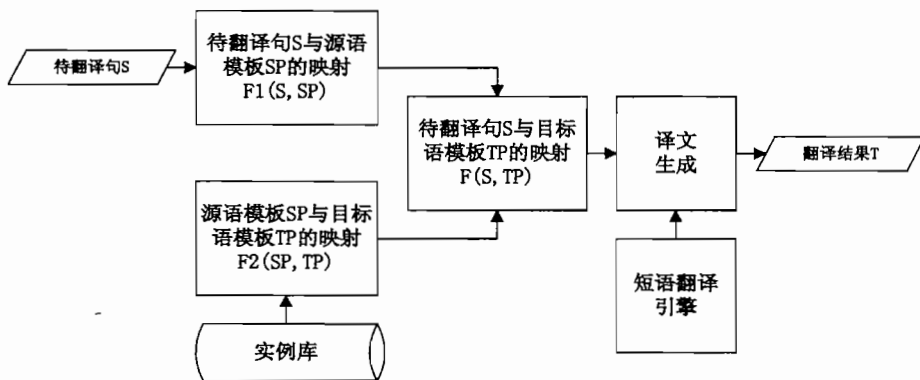 待翻译句S
待翻译句S与源语
模板SP的映射
F1(S,SP)
待翻译句S与目标
语模板TP的映射
F(S,TP)
译文
生成
翻译结果T
源语模板SP与目标
语模板TP的映射
F2(SP,TP)
短语翻译
引擎
实例库